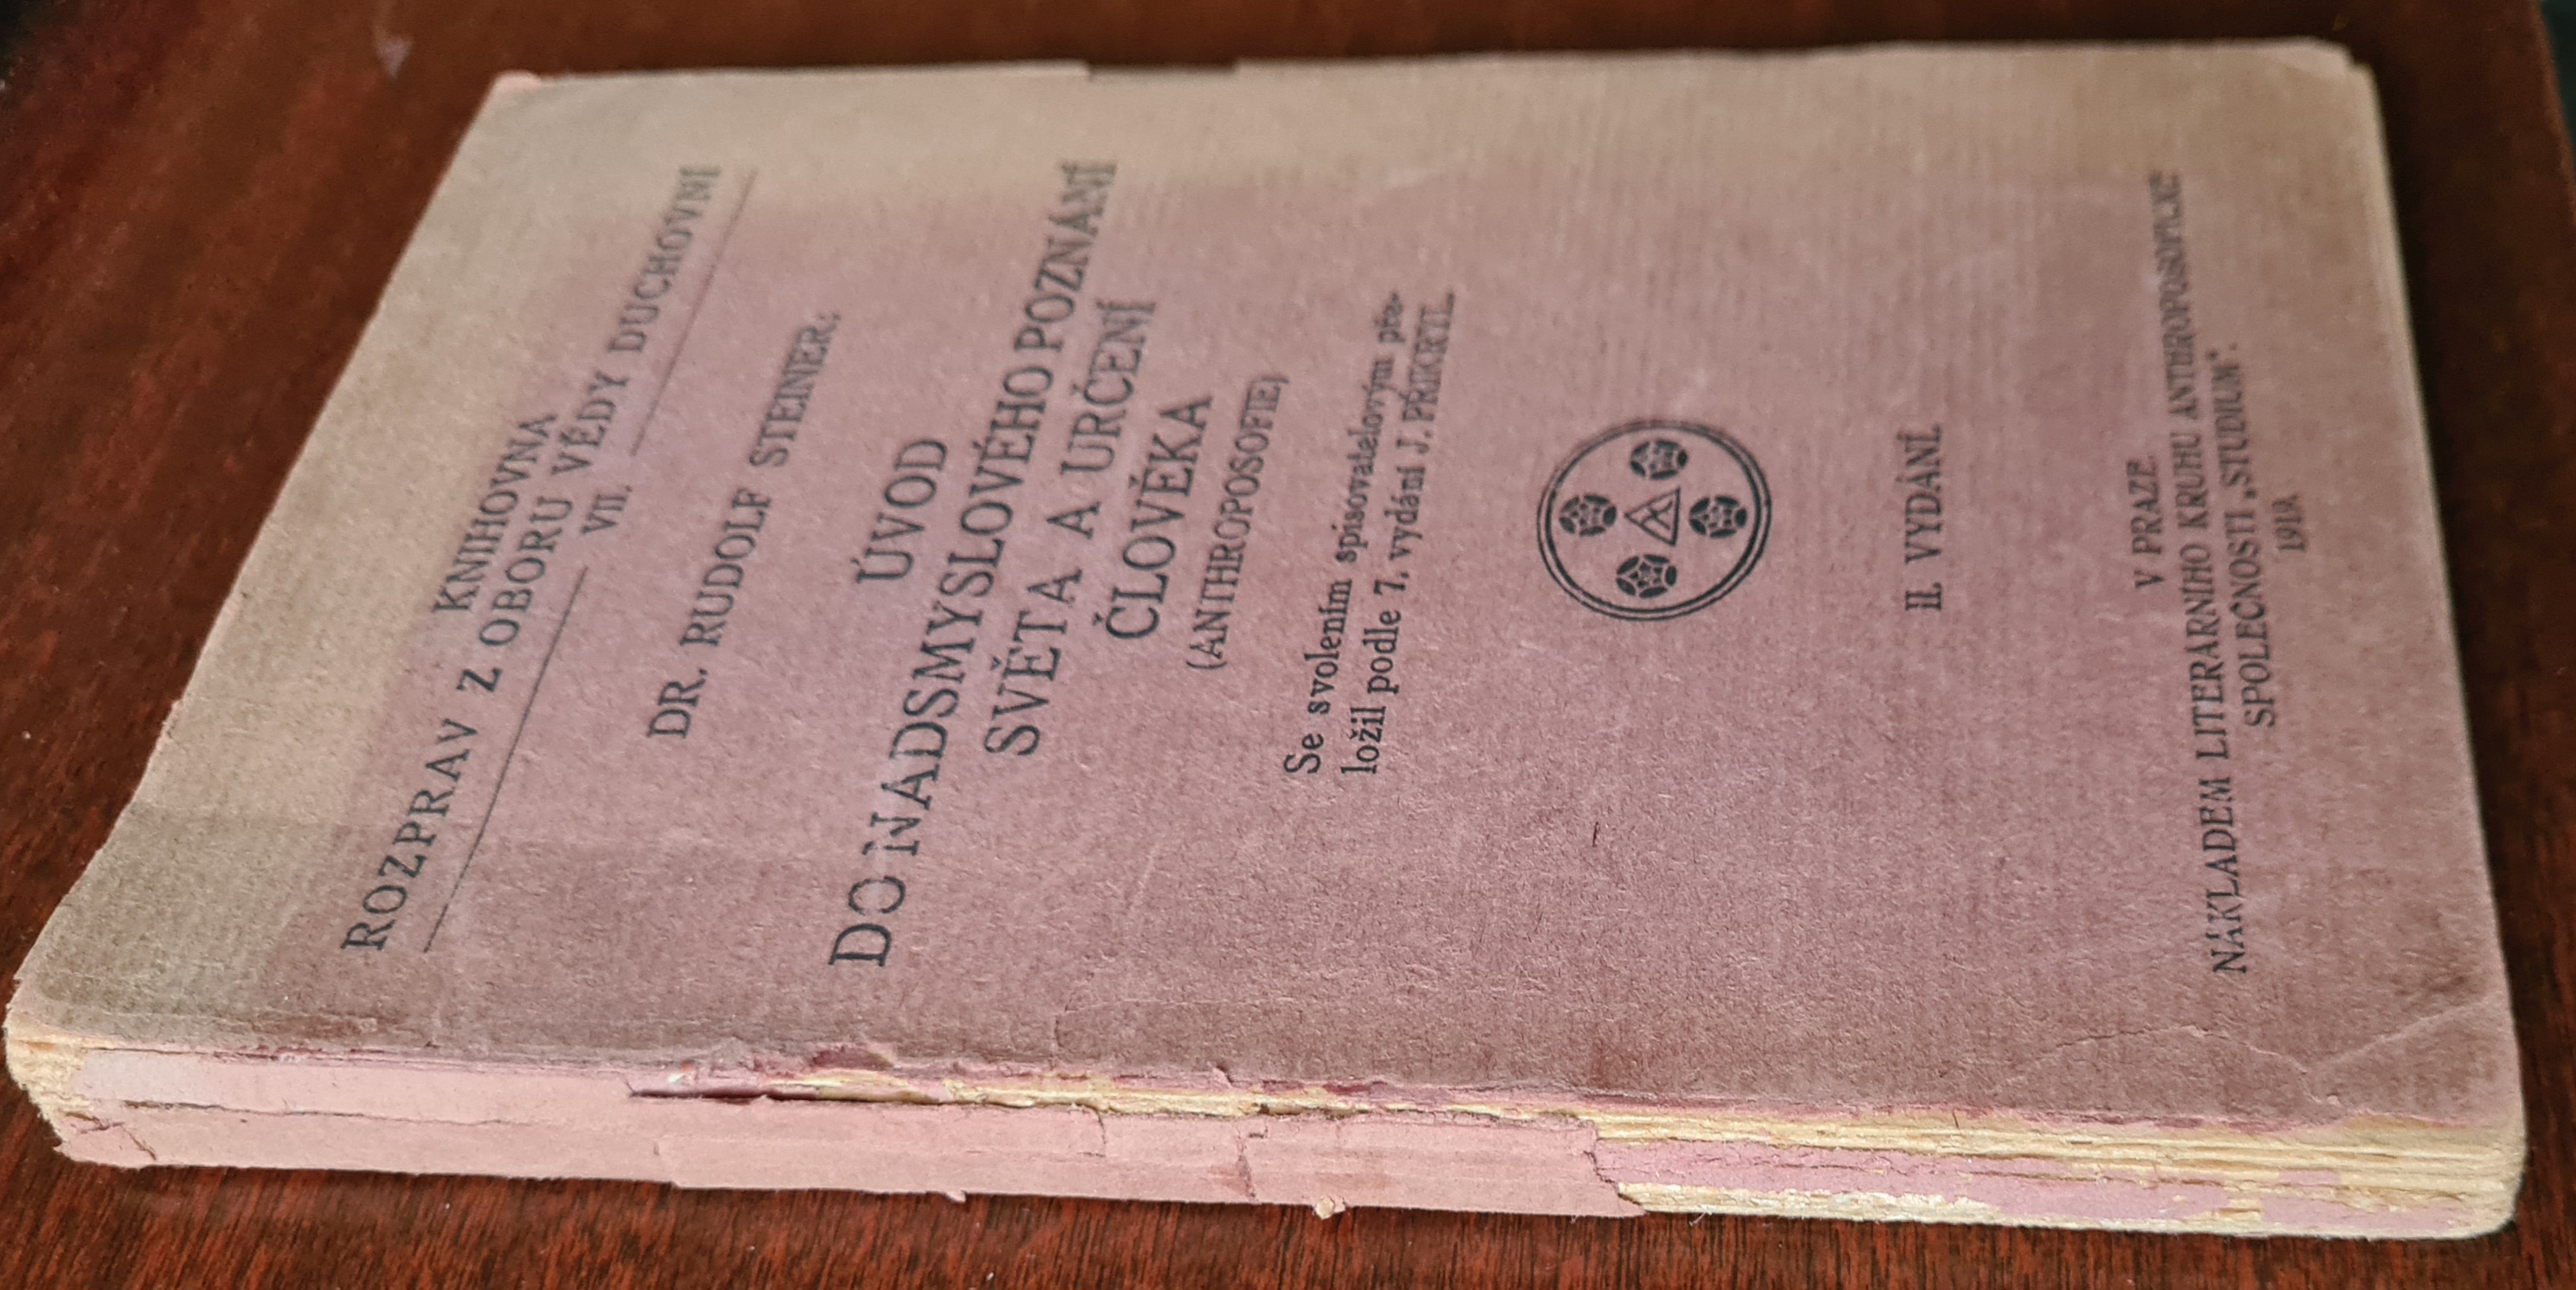 KNIHOVNA
ROZPRAV Z OBORU VĚDY DUCHOVNÍ
VII.
DR. RUDOLF STEINER:
ÚVOD
DO NADSMYSLOVÉHO POZNÁNÍ
SVĚTA A URČENÍ
ČLOVĚKA
(ANTHROPOSOFIE)
Se svolením spisovatelovým pře-
ložil podle 7. vydání J. PŘIKRYL.
II. VYDÁNÍ.
V PRAZE.
NÁKLADEM LITERÁRNÍHO KRUHU ANTHROPOSOFICKÉ
SPOLEČNOSTI „STUDIUM“.
1919.